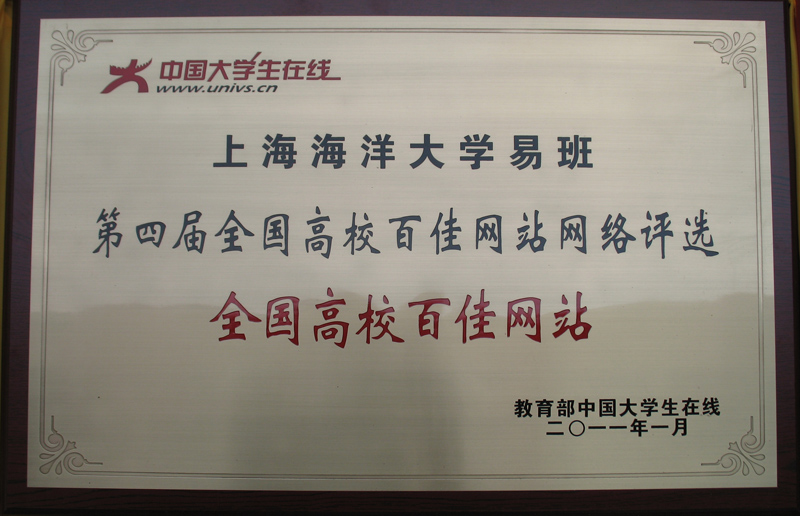 中国大学生在线
www.univs.cn
上海海洋大学易班
第四届全国高校百佳网站网络评选
全国高校百佳网站
教育部中国大学生在线
二〇一一年一月